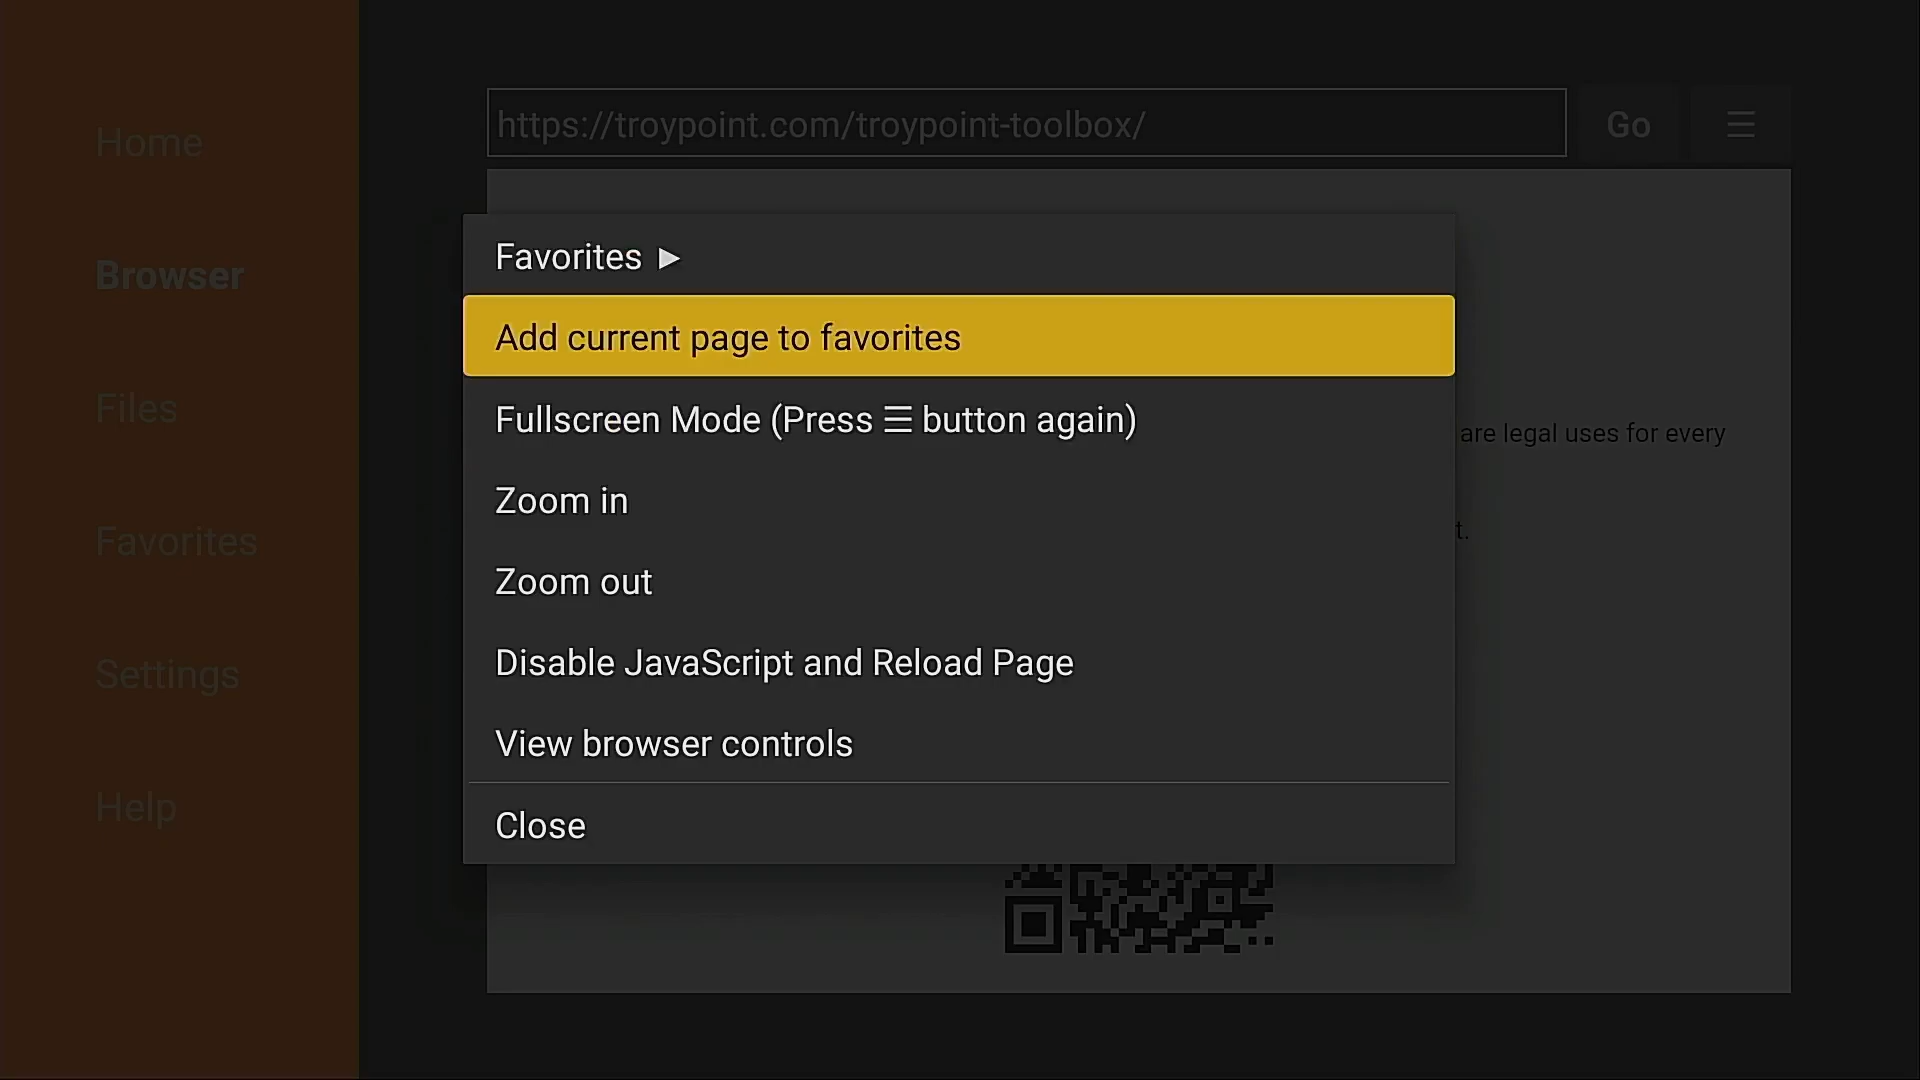 Home
Browser
Files
Favorites
Settings
Help
https://troypoint.com/troypoint-toolbox/
Go ☰
Favorites ▶
Add current page to favorites
Fullscreen Mode (Press ☰ button again)
Zoom in
Zoom out
Disable JavaScript and Reload Page
View browser controls
Close
are legal uses for every
t.